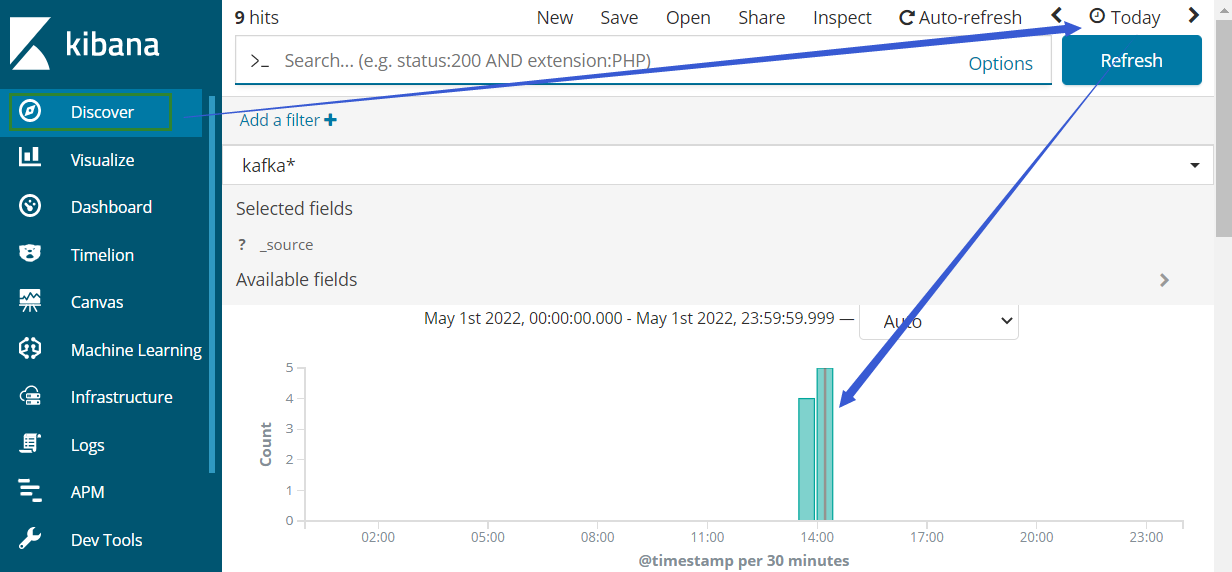 kibana
Discover
Visualize
Dashboard
Timelion
Canvas
Machine Learning
Infrastructure
Logs
APM
Dev Tools
9 hits
New Save Open Share Inspect Auto-refresh Today
>_ Search... (e.g. status:200 AND extension:PHP) Options Refresh
Add a filter +
kafka*
Selected fields
? _source
Available fields
May 1st 2022, 00:00:00.000 - May 1st 2022, 23:59:59.999 — Auto
5
4
3
2
1
0
Count
02:00 05:00 08:00 11:00 14:00 17:00 20:00 23:00
@timestamp per 30 minutes